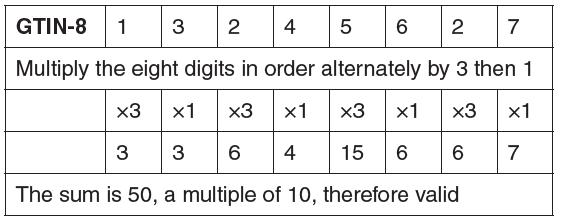 GTIN-8 1 3 2 4 5 6 2 7
Multiply the eight digits in order alternately by 3 then 1
×3 ×1 ×3 ×1 ×3 ×1 ×3 ×1
3 3 6 4 15 6 6 7
The sum is 50, a multiple of 10, therefore valid